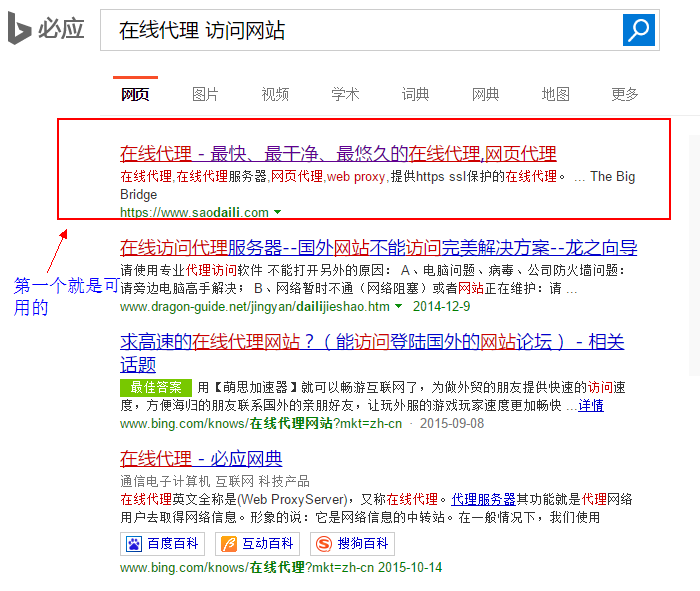 必应
在线代理 访问网站
网页 图片 视频 学术 词典 网典 地图 更多
在线代理 - 最快、最干净、最悠久的在线代理,网页代理
在线代理,在线代理服务器,网页代理,web proxy,提供https ssl保护的在线代理。 ... The Big
Bridge
https://www.saodaili.com
在线访问代理服务器--国外网站不能访问完美解决方案--龙之向导
第一个就是可
用的
请使用专业代理访问软件 不能打开另外的原因： A、电脑问题、病毒、公司防火墙问题：
请旁边电脑高手解决； B、网络暂时不通（网络阻塞）或者网站正在维护：请 ...
www.dragon-guide.net/jingyan/dailijieshao.htm 2014-12-9
求高速的在线代理网站？（能访问登陆国外的网站论坛） - 相关
话题
最佳答案 用【萌思加速器】就可以畅游互联网了，为做外贸的朋友提供快速的访问速
度，方便海归的朋友联系国外的亲朋好友，让玩外服的游戏玩家速度更加畅快 ...详情
www.bing.com/knows/在线代理网站?mkt=zh-cn · 2015-09-08
在线代理 - 必应网典
通信电子计算机 互联网 科技产品
在线代理英文全称是(Web ProxyServer)，又称在线代理。代理服务器其功能就是代理网络
用户去取得网络信息。形象的说：它是网络信息的中转站。在一般情况下，我们使用
百度百科 互动百科 搜狗百科
www.bing.com/knows/在线代理?mkt=zh-cn 2015-10-14